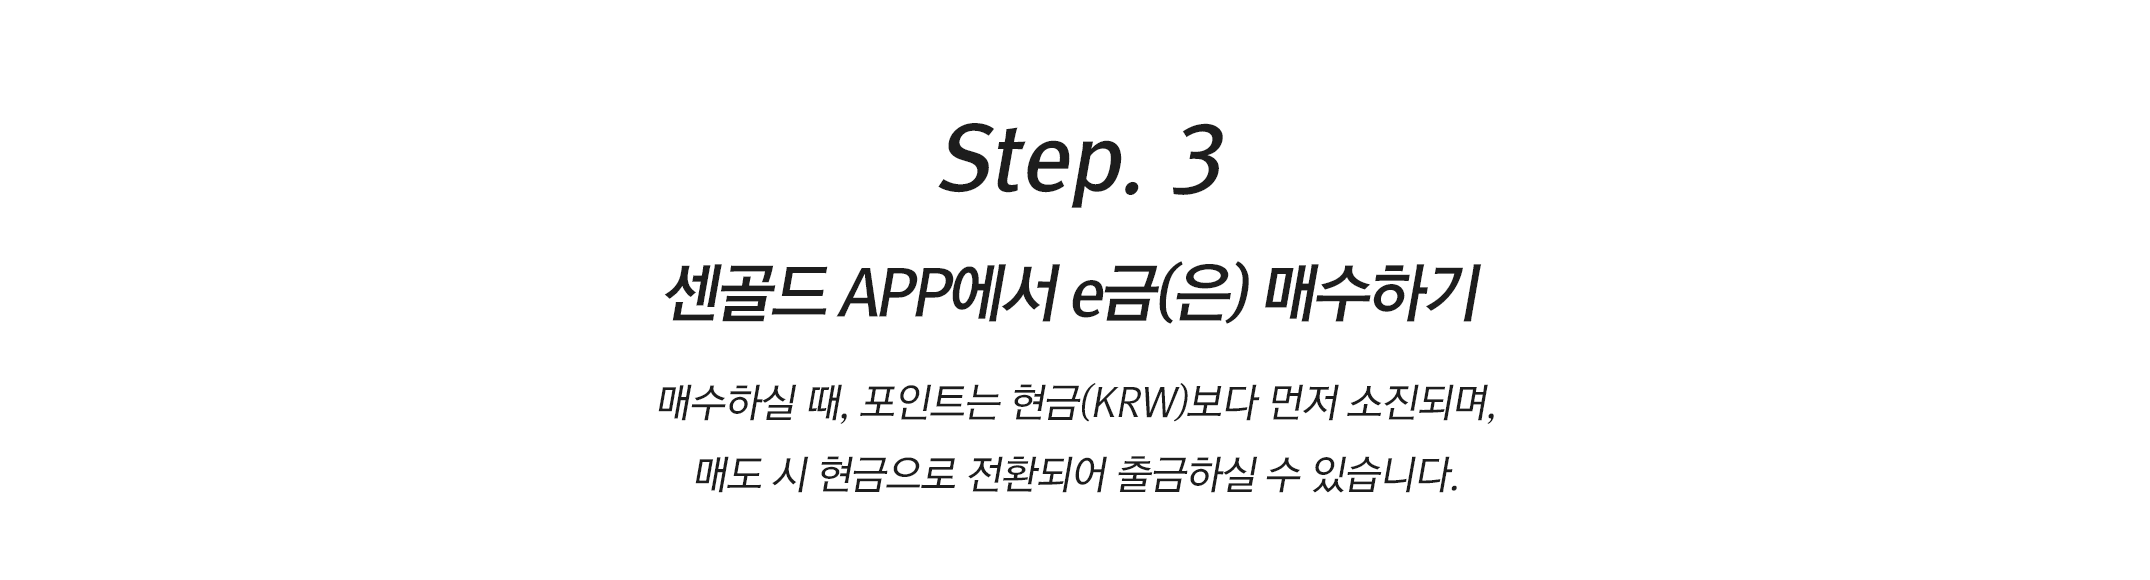 Step. 3
센골드 APP에서 e금(은) 매수하기
매수하실 때, 포인트는 현금(KRW)보다 먼저 소진되며,
매도 시 현금으로 전환되어 출금하실 수 있습니다.